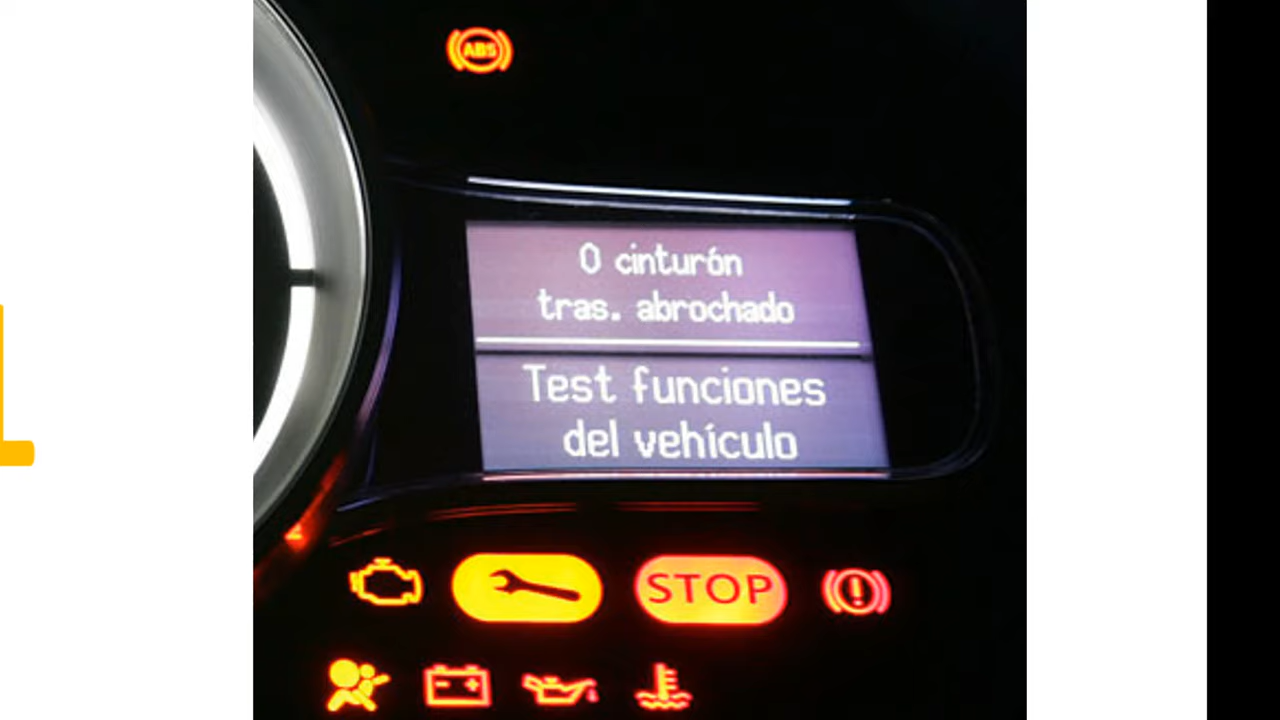 ABS
0 cinturón
tras. abrochado
Test funciones
del vehículo
STOP